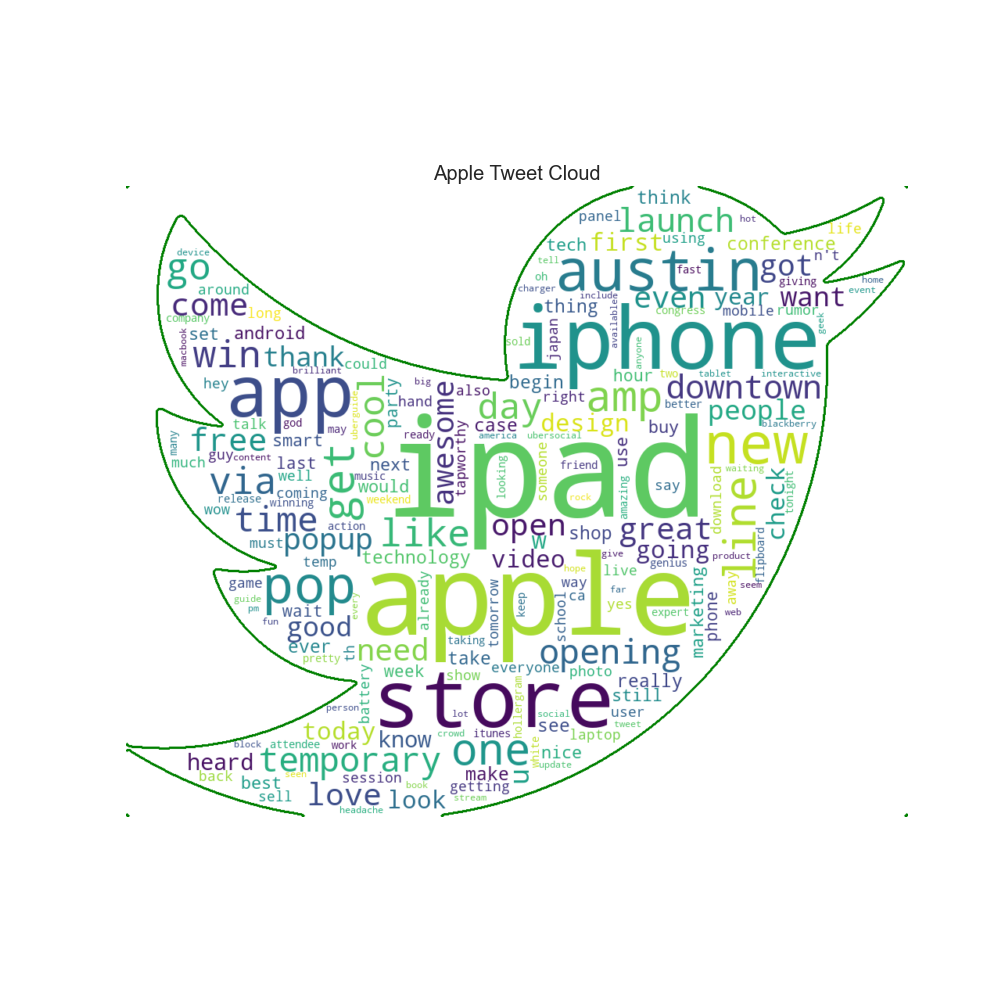 Apple Tweet Cloud
think
panel
launch
hot
life
device
tech
first
using
conference
go
tell
austin
fast
got
n't
around
oh
charger
include
even
year
giving
home
event
want
come
long
company
thing
available
congress
mobile
rumor
geek
set
android
iphone
japan
sold
anyone
macbook
win
thank
could
brilliant
hour
two
tablet
interactive
hey
app
cool
party
big
also
begin
right
amp
better
downtown
hand
awesome
day
case
design
buy
people
blackberry
uberguide
talk
god
may
ready
tapworthy
america
ubersocial
use
new
many
free
smart
guy
content
much
last
well
next
music
would
ipad
looking
friend
someone
amazing
say
waiting
via
get
coming
weekend
rock
download
line
check
tonight
release
winning
wow
time
action
like
open
w
shop
great
must
popup
temp
technology
video
give
going
genius
product
flipboard
game
pop
every
already
apple
hope
way
live
ca
seem
away
guide
pm
wait
keep
far
yes
expert
web
phone
marketing
fun
good
tomorrow
school
ever
th
need
taking
take
opening
pretty
week
show
everyone
photo
really
battery
store
hollergram
still
person
lot
social
user
tweet
today
know
crowd
itunes
one
see
laptop
block
attendee
work
white
nice
heard
temporary
update
back
seen
session
make
u
best
getting
book
sell
love
look
stream
headache